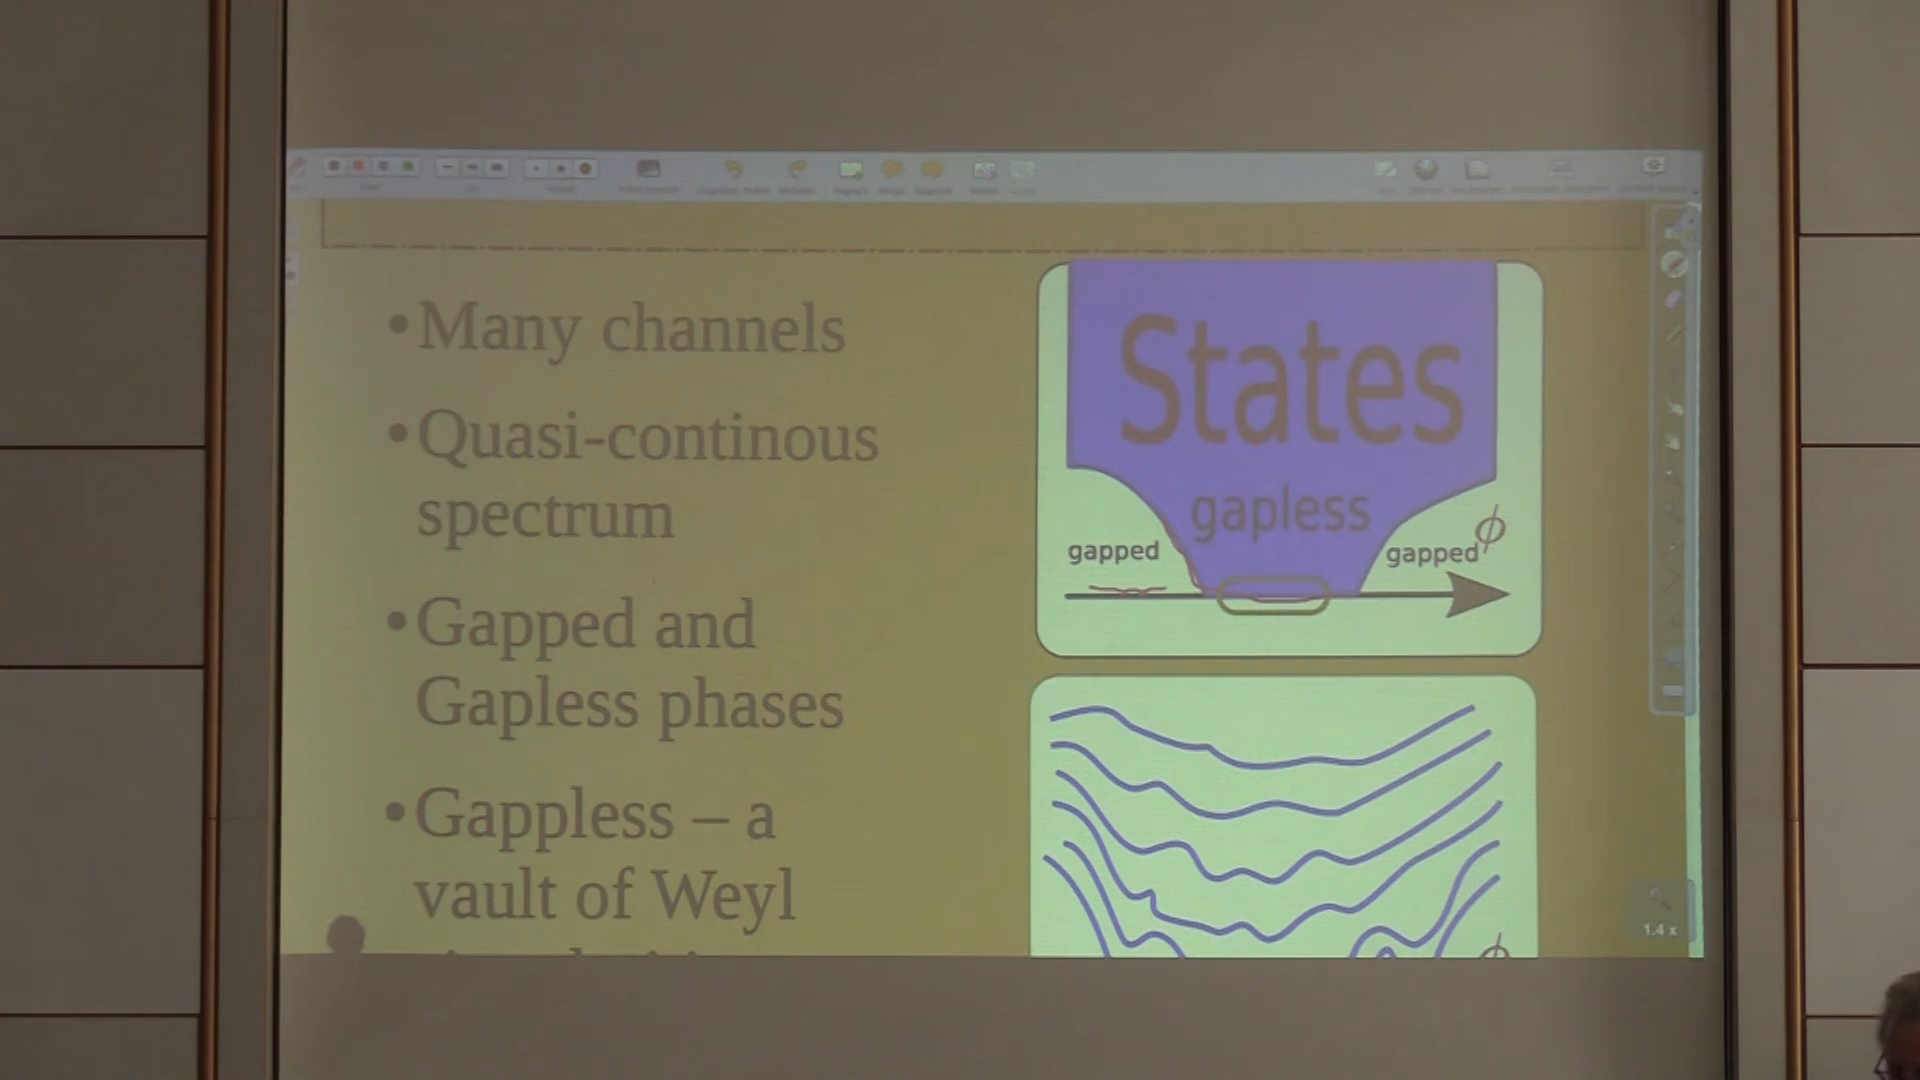 • Many channels
• Quasi-continous
spectrum
• Gapped and
Gapless phases
• Gappless – a
vault of Weyl
States
gapless
gapped
gapped
ϕ
ϕ
1.4 x